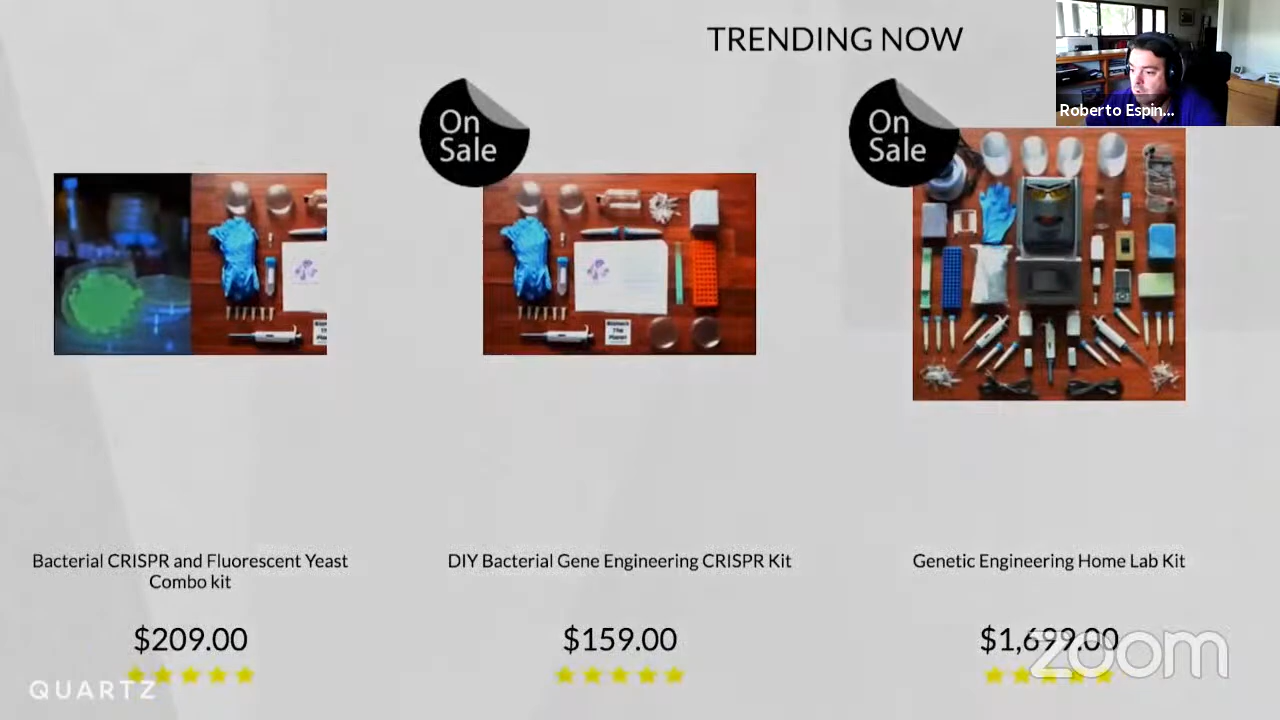 TRENDING NOW
Roberto Espin...
On
Sale
On
Sale
Bacterial CRISPR and Fluorescent Yeast
Combo kit
DIY Bacterial Gene Engineering CRISPR Kit
Genetic Engineering Home Lab Kit
$209.00
$159.00
$1,699.00
QUARTZ
zoom